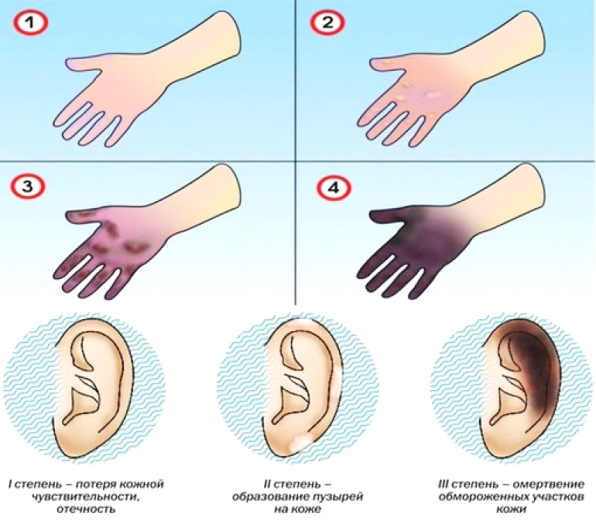 1
2
3
4
I степень – потеря кожной
чувствительности,
отечность
II степень –
образование пузырей
на коже
III степень – омертвение
обмороженных участков
кожи